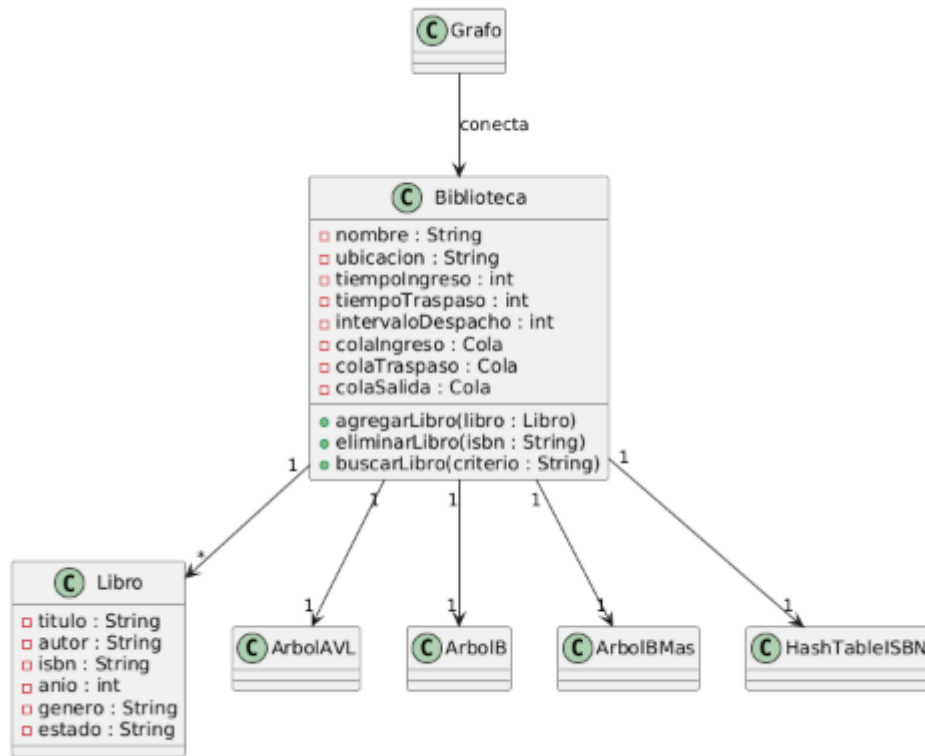 C Grafo
conecta
C Biblioteca
nombre : String
ubicacion : String
tiempoIngreso : int
tiempoTraspaso : int
intervaloDespacho : int
colaIngreso : Cola
colaTraspaso : Cola
colaSalida : Cola
agregarLibro(libro : Libro)
eliminarLibro(isbn : String)
buscarLibro(criterio : String)
1 1 1 1 1
* 1 1 1 1
C Libro
titulo : String
autor : String
isbn : String
anio : int
genero : String
estado : String
C ArbolAVL
C ArbolB
C ArbolBMas
C HashTableISBN